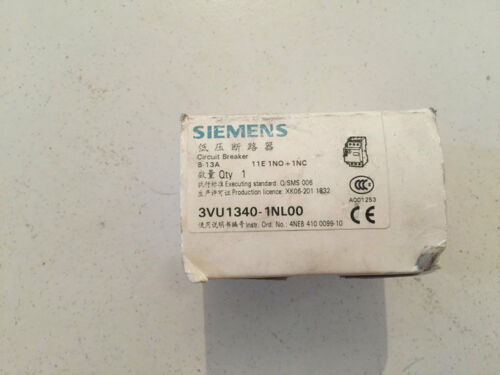 SIEMENS
低压断路器
Circuit Breaker
8-13A 11E 1NO+1NC
数量 Qty 1
执行标准 Executing standard: Q/SMS 006
生产许可证 Production licence: XK06-201 1832
A001253
3VU1340-1NL00
使用说明书编号 Instr. Ord. No.: 4NEB 410 0099-10